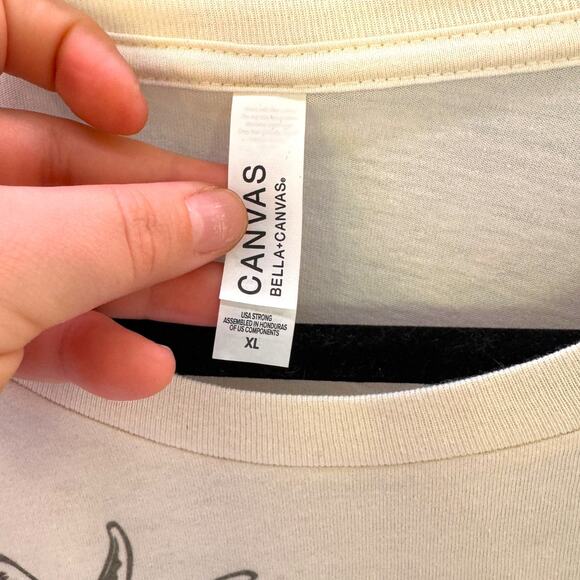 CANVAS
BELLA+CANVAS®
USA STRONG
ASSEMBLED IN HONDURAS
OF US COMPONENTS
XL